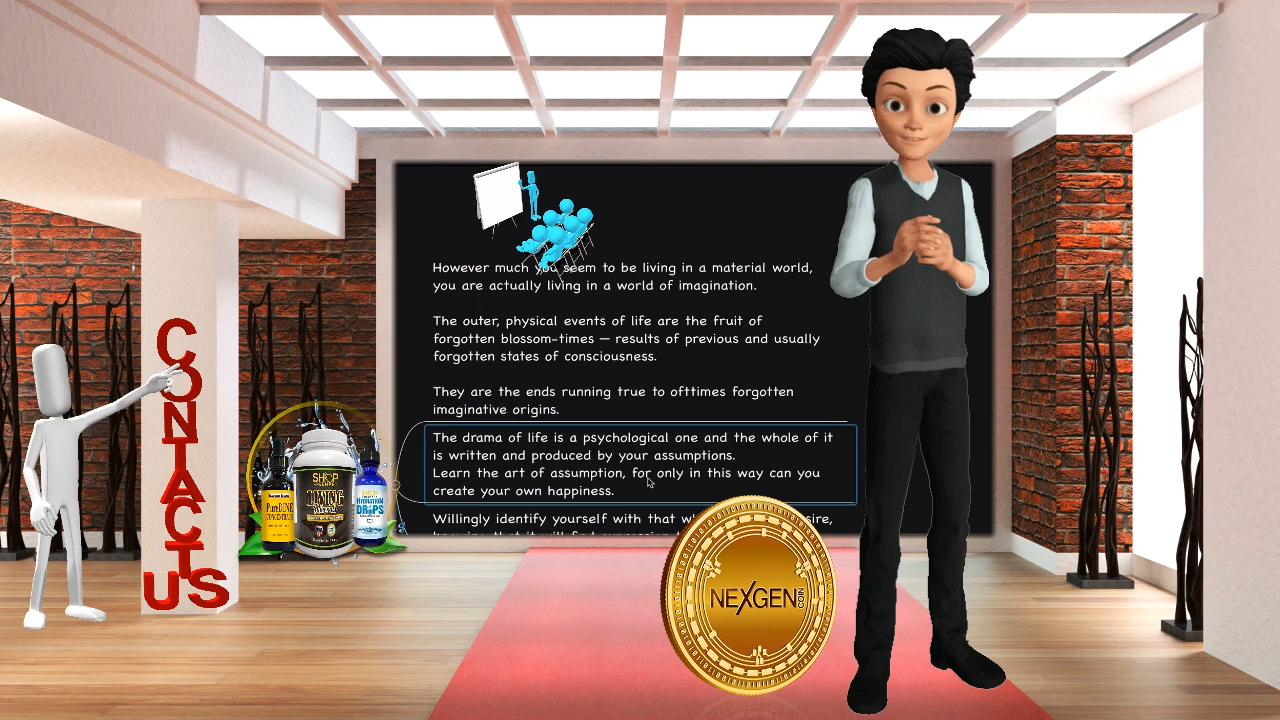 However much you seem to be living in a material world,
you are actually living in a world of imagination.
The outer, physical events of life are the fruit of
forgotten blossom-times — results of previous and usually
forgotten states of consciousness.
They are the ends running true to ofttimes forgotten
imaginative origins.
The drama of life is a psychological one and the whole of it
is written and produced by your assumptions.
Learn the art of assumption, for only in this way can you
create your own happiness.
Willingly identify yourself with that
CONTACT
US
SHOP
HYDRATION
DROPS
NEXGEN
COIN